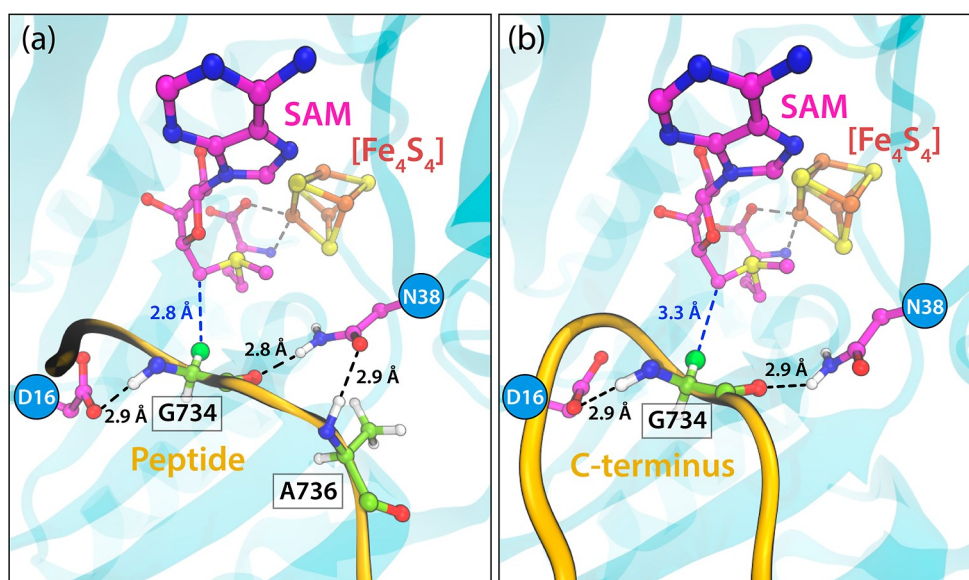 (a)
SAM
[Fe₄S₄]
2.8 Å
N38
2.8 Å
2.9 Å
D16
2.9 Å
G734
Peptide
A736
(b)
SAM
[Fe₄S₄]
3.3 Å
N38
2.9 Å
D16
2.9 Å
G734
C-terminus